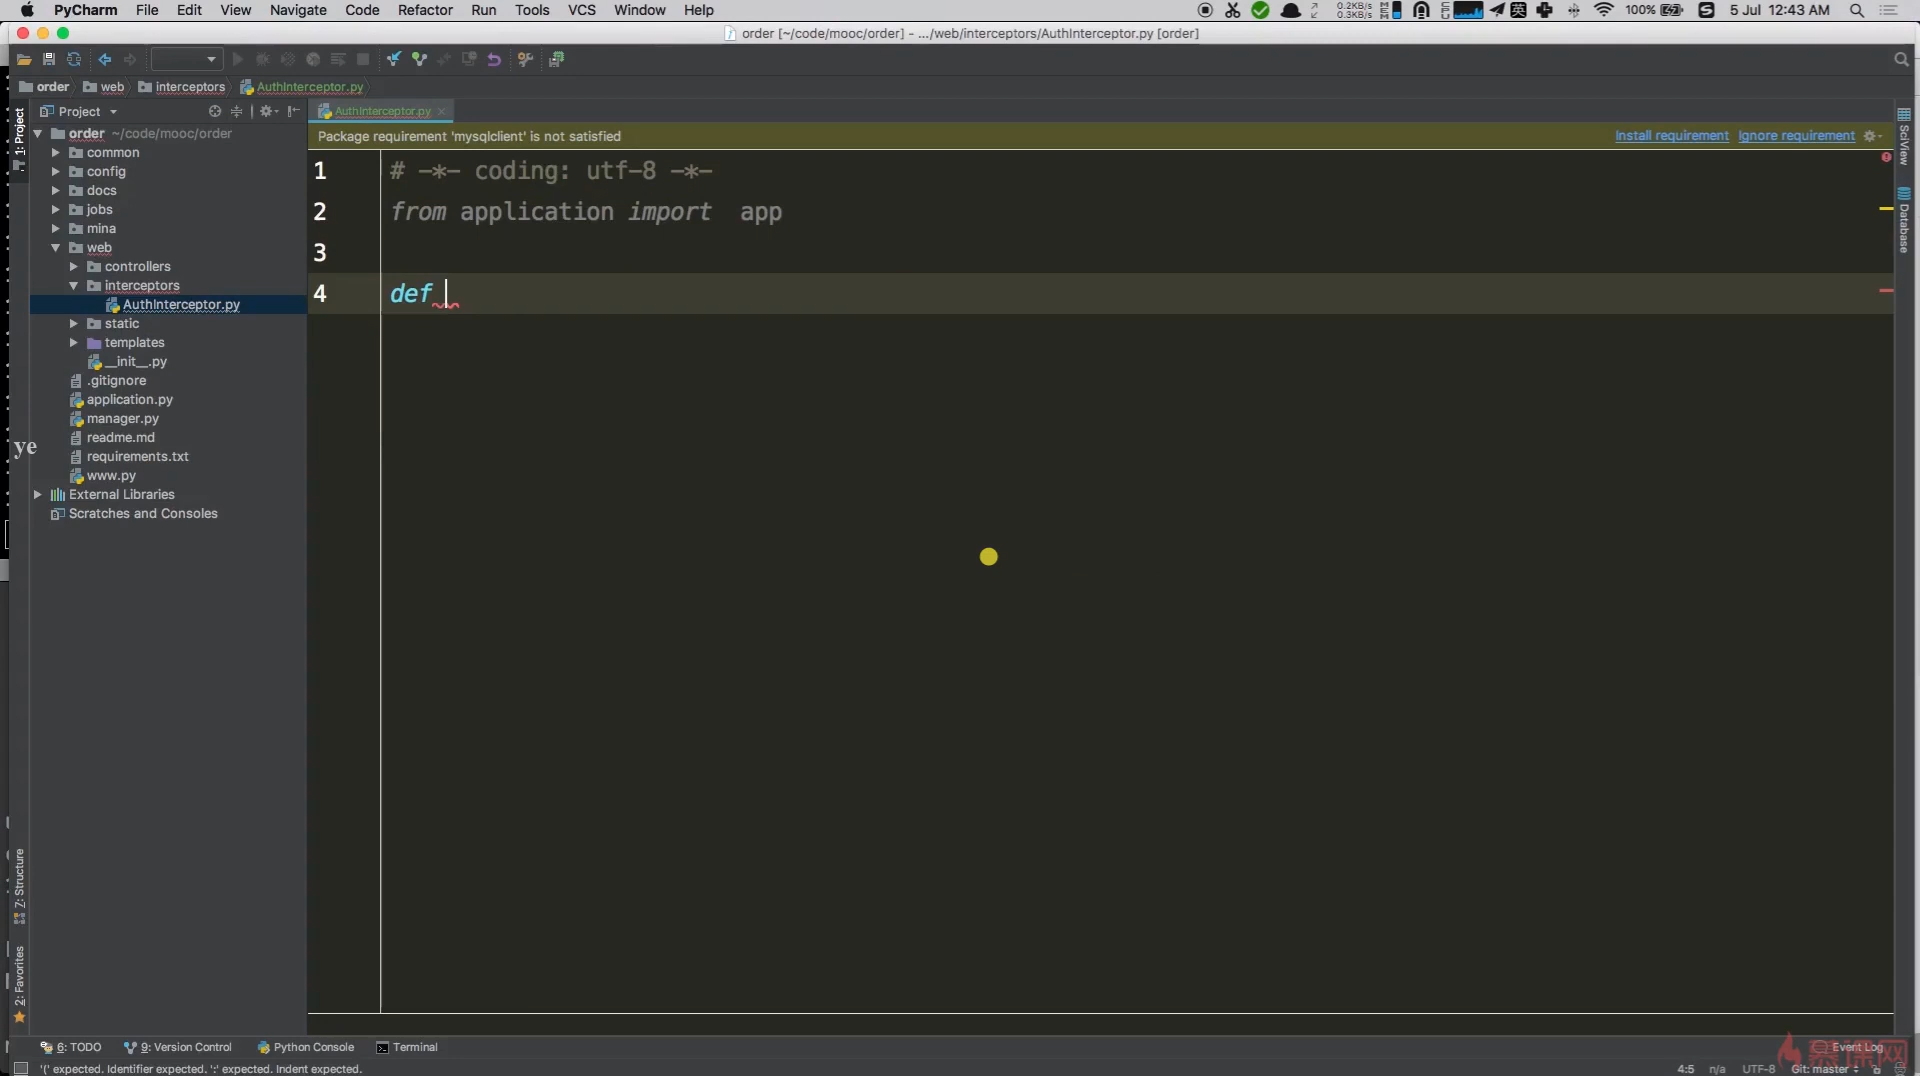 PyCharm File Edit View Navigate Code Refactor Run Tools VCS Window Help
0.2KB/s
0.3KB/s
英 100% 5 Jul 12:43 AM
order [~/code/mooc/order] - .../web/interceptors/AuthInterceptor.py [order]
order web interceptors AuthInterceptor.py
Project
AuthInterceptor.py
1: Project
order ~/code/mooc/order
common
config
docs
jobs
mina
web
controllers
interceptors
AuthInterceptor.py
static
templates
__init__.py
.gitignore
application.py
manager.py
readme.md
requirements.txt
www.py
External Libraries
Scratches and Consoles
ye
Z: Structure
2: Favorites
Package requirement 'mysqlclient' is not satisfied
Install requirement Ignore requirement
1 # -*- coding: utf-8 -*-
2 from application import  app
3
4 def
SciView
Database
6: TODO 9: Version Control Python Console Terminal
Event Log
慕课网
'(' expected. Identifier expected. ':' expected. Indent expected.
4:5 n/a UTF-8 Git: master